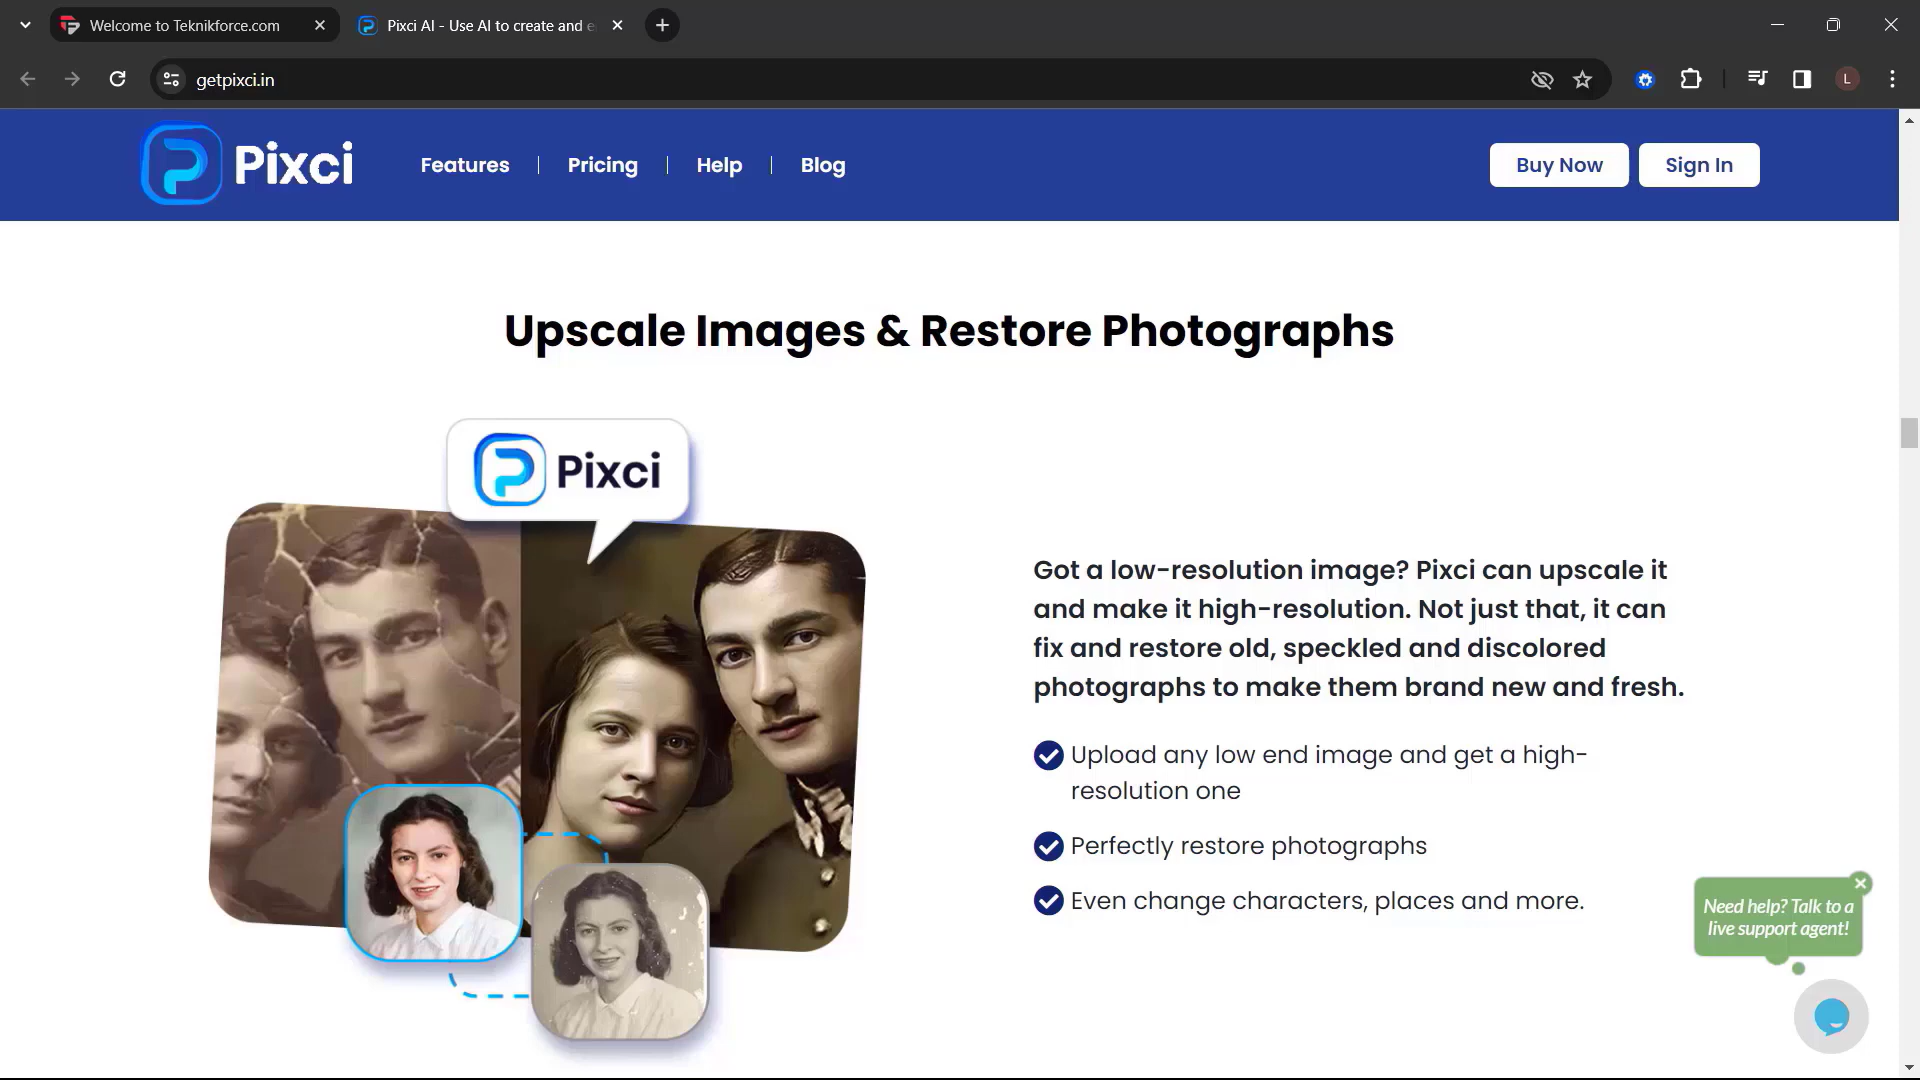 Welcome to Teknikforce.com
Pixci AI - Use AI to create and e
getpixci.in
L
Pixci
Features
Pricing
Help
Blog
Buy Now
Sign In
Upscale Images & Restore Photographs
Pixci
Got a low-resolution image? Pixci can upscale it
and make it high-resolution. Not just that, it can
fix and restore old, speckled and discolored
photographs to make them brand new and fresh.
Upload any low end image and get a high-
resolution one
Perfectly restore photographs
Even change characters, places and more.
Need help? Talk to a
live support agent!